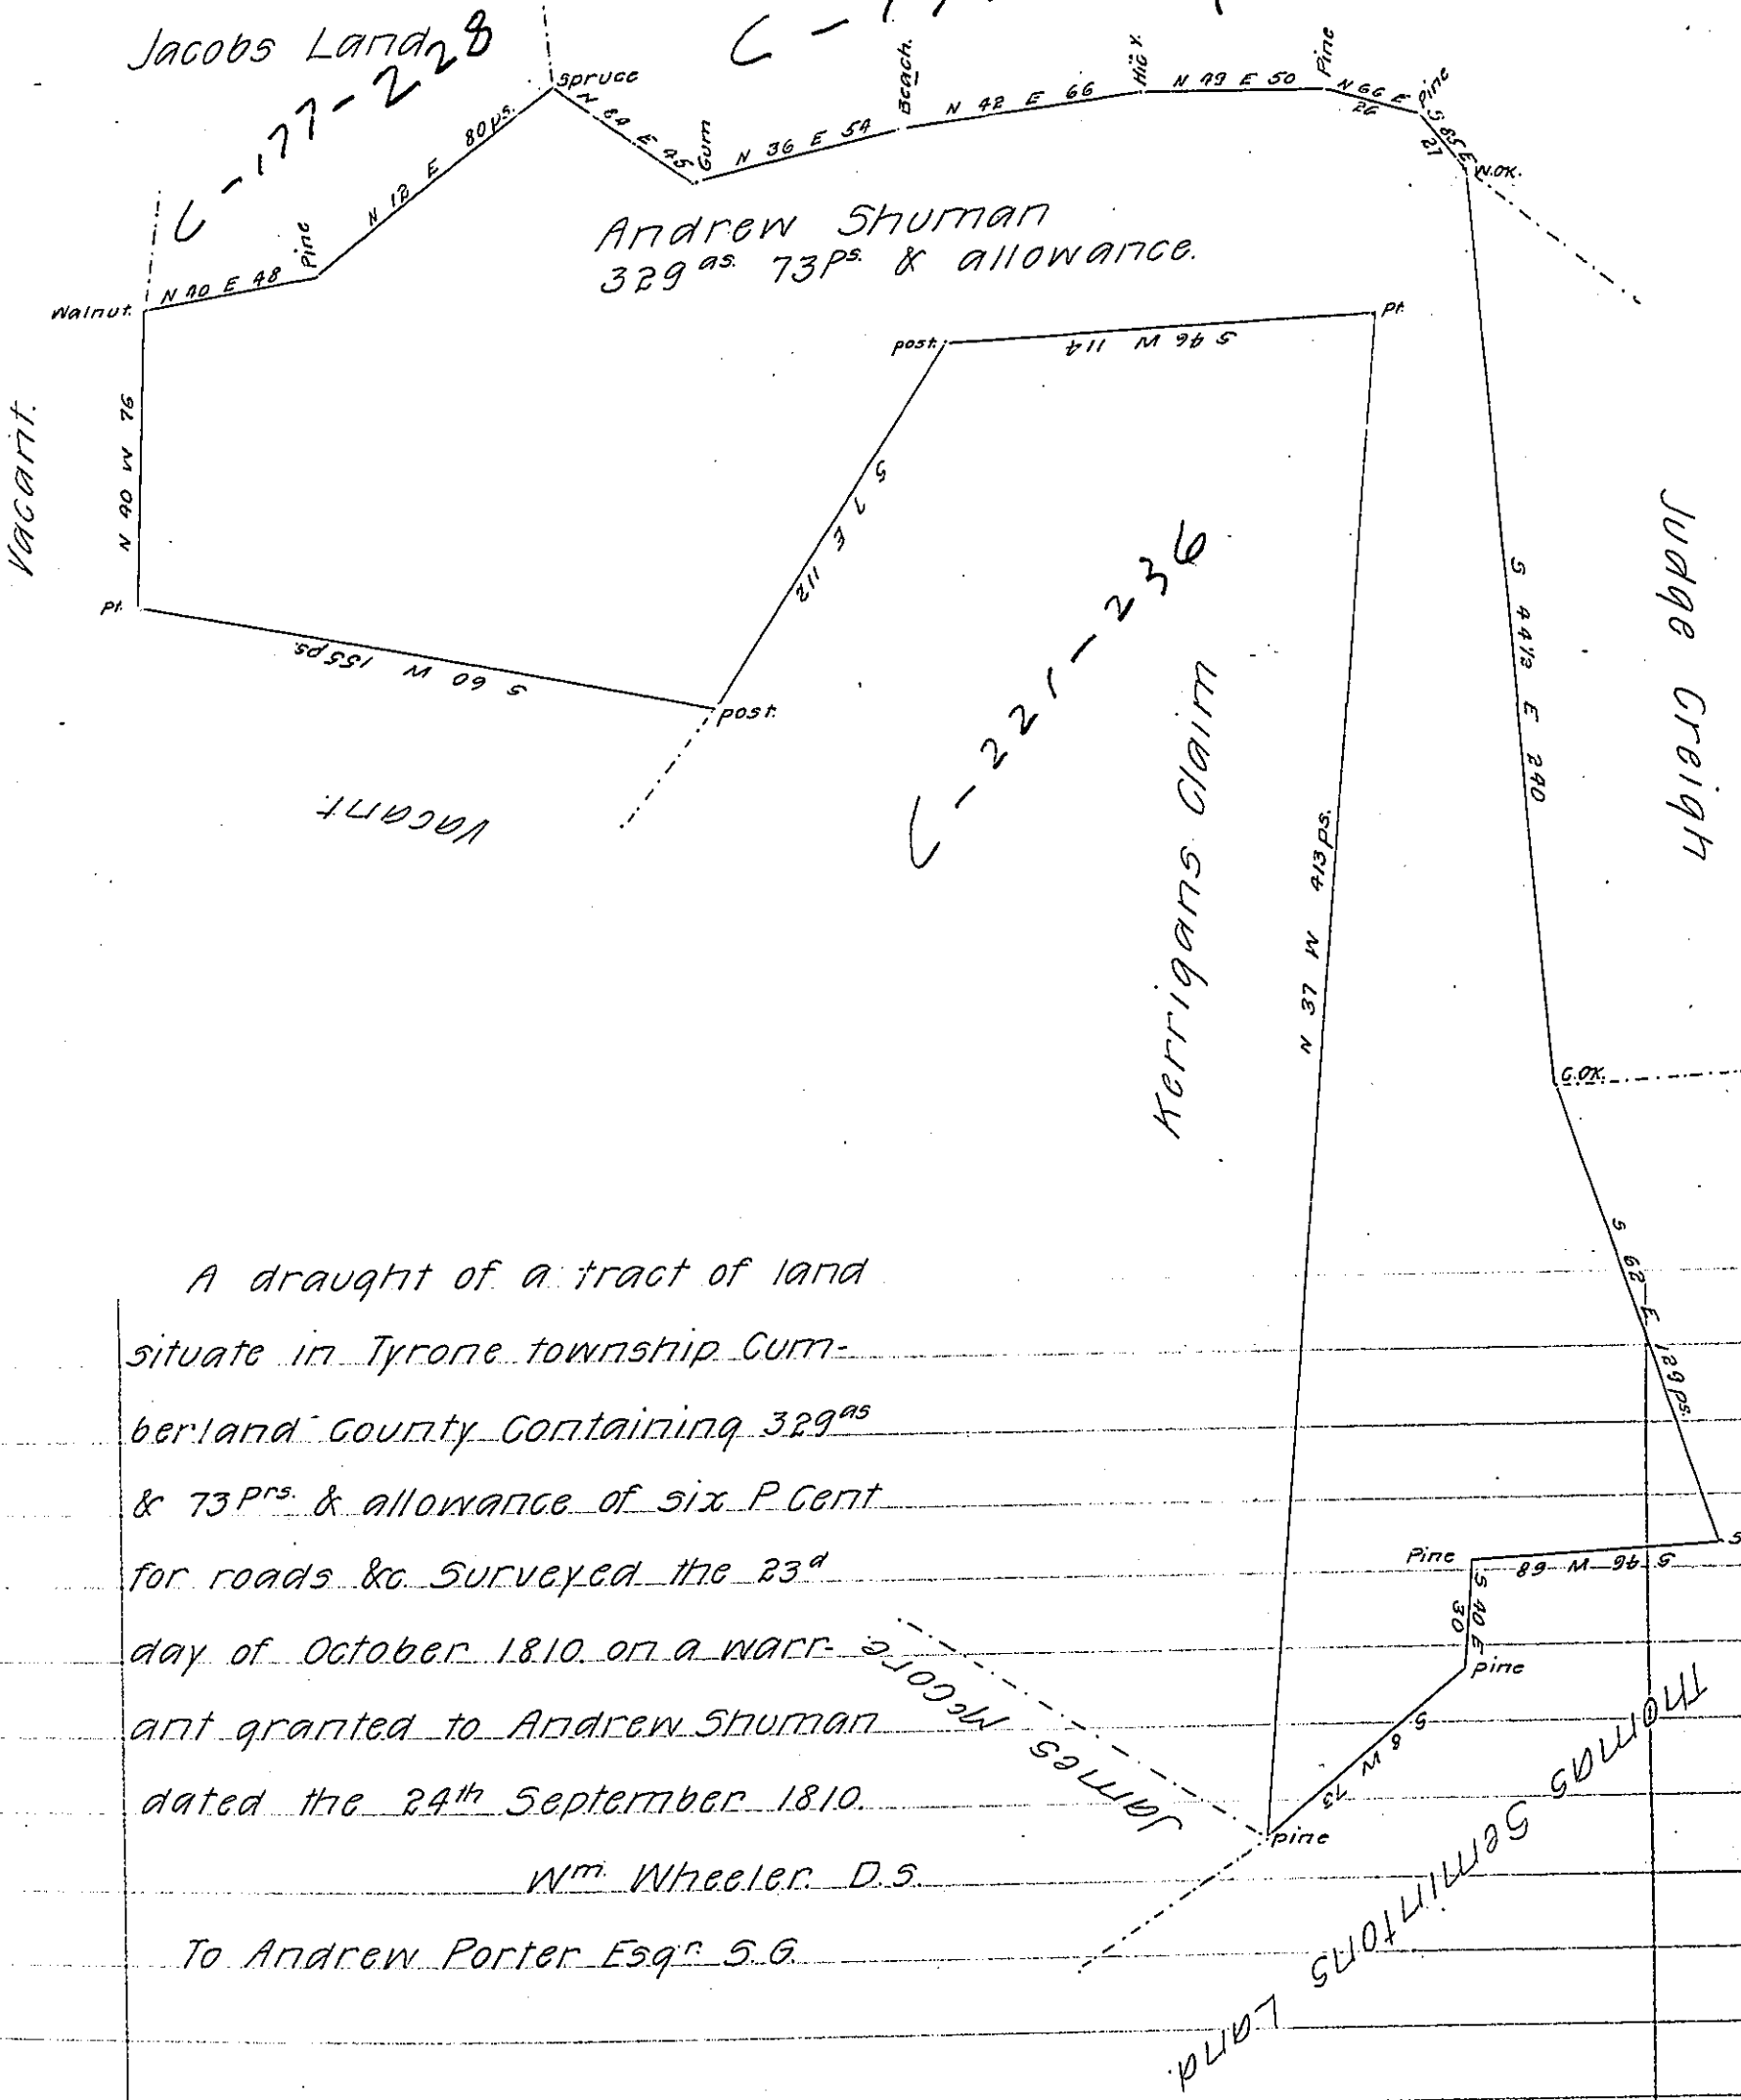 Jacobs Land
C-177-228
Spruce
Beach.
Hic Y.
Pine
Pine
N 42 E 66
N 49 E 50
N 66 E 26
S 85 E 27
W.OK.
N 12 E 80 ps.
N 64 E 45
Gum
N 36 E 54
Pine
Andrew Shuman
329 as. 73 Ps. & allowance.
Walnut.
N 40 E 48
post.
S 46 W 114
Pt.
Vacant.
N 40 W 76
S 7 E 112
C-221-236
S 44 1/2 E 240
Judge Creigh
Pt.
S 60 W 155 ps.
post.
Vacant.
Kerrigans Claim
N 37 W 413 ps.
C.OK.
S 62 E 129 ps.
A draught of a tract of land
situate in Tyrone township Cum-
berland County Containing 329 as
& 73 Prs. & allowance of six P Cent
for roads &c. Surveyed the 23d
day of October 1810 on a warr-
ant granted to Andrew Shuman
dated the 24th September 1810.
Wm. Wheeler. D.S.
To Andrew Porter Esqr. S.G.
Pine
S 46 W 68
S 40 E 30
pine
S 8 W 73
pine
James McCore
Thomas Semintons Land.